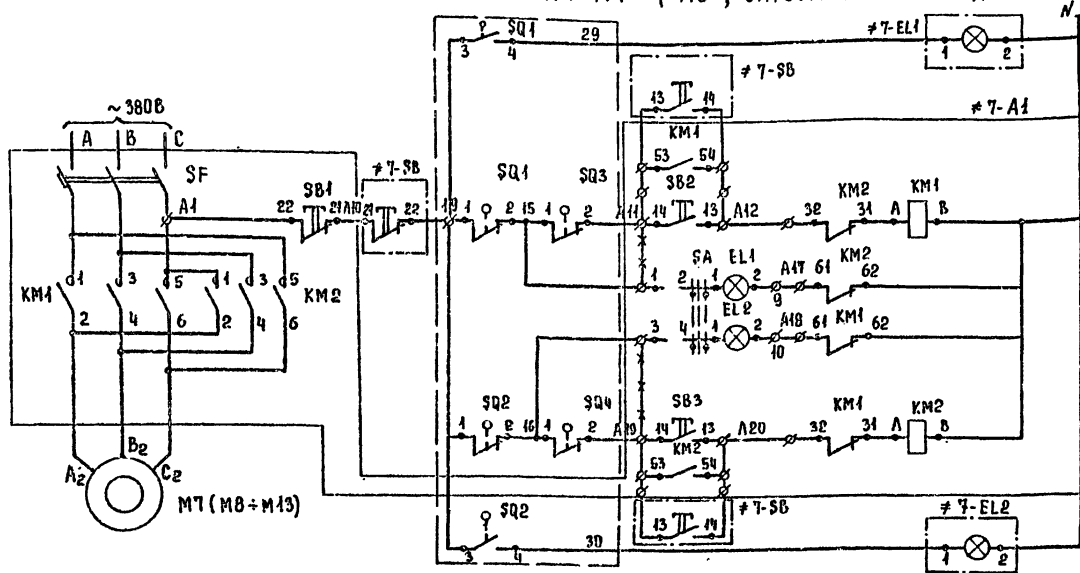 N
SQ1
3 4 29
≠7-EL1
1 2
≠7-SB
13 14
≠7-A1
~380В
A B C
SF
KM1
53 54
SB2
A1
SB1
22 21 A10 21
≠7-SB
22
19
SQ1
1 2 15
SQ3
1 2 A11
14 13 A12
32 KM2 31
A KM1 B
1 2 SA 1 EL1 2 A17 61 KM2 62
9
3 4 1 EL2 2 A18 61 KM1 62
10
KM1
1 3 5 1 3 5
KM2
2 4 6 2 4 6
SQ2
1 2 16
SQ4
1 2 A19
SB3
14 13 A20
32 KM1 31
A KM2 B
KM2
53 54
≠7-SB
13 14
A2 B2 C2
M7 (M8÷M13)
SQ2
3 4 30
≠7-EL2
1 2